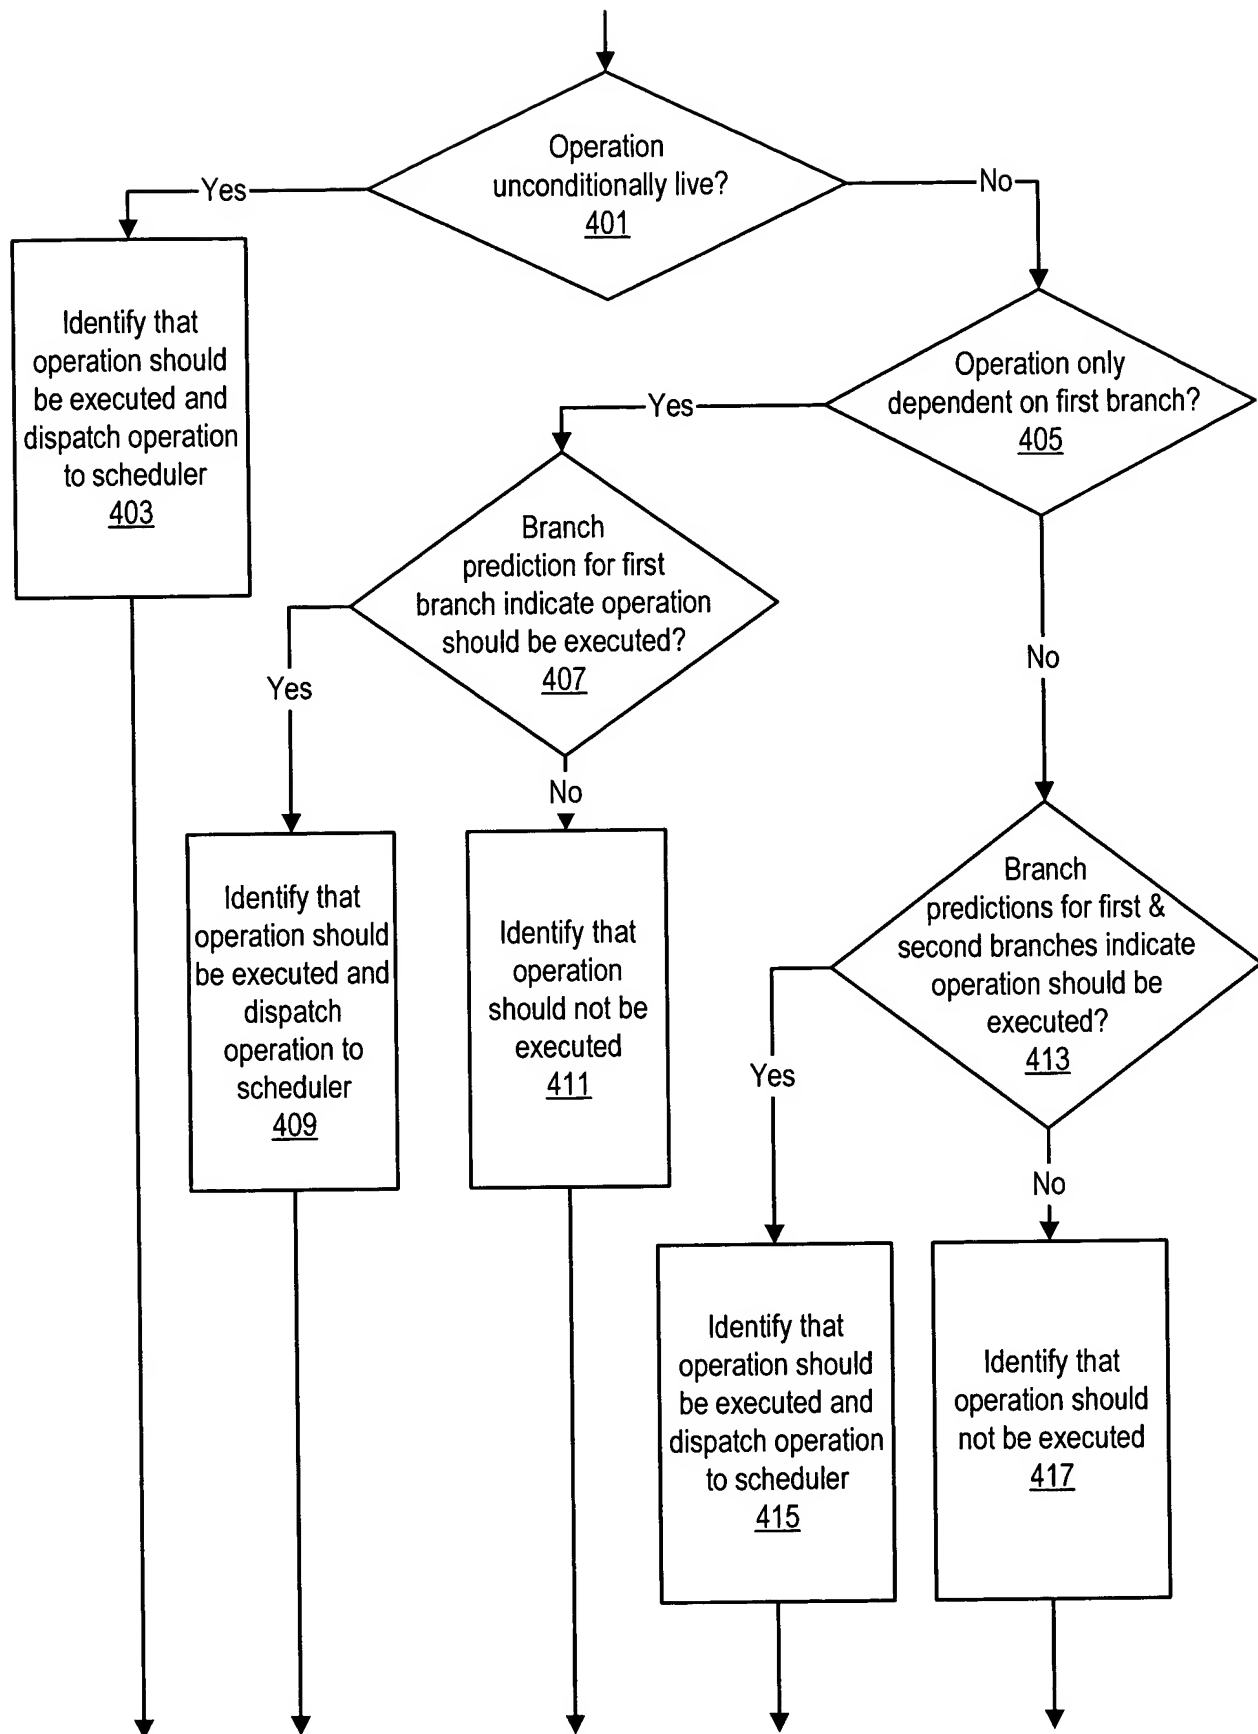 Operation
unconditionally live?
401
Yes
No
Identify that
operation should
be executed and
dispatch operation
to scheduler
403
Operation only
dependent on first branch?
405
Yes
No
Branch
prediction for first
branch indicate operation
should be executed?
407
Yes
No
Identify that
operation should
be executed and
dispatch
operation to
scheduler
409
Identify that
operation
should not be
executed
411
Branch
predictions for first &
second branches indicate
operation should be
executed?
413
Yes
No
Identify that
operation should
be executed and
dispatch operation
to scheduler
415
Identify that
operation should
not be executed
417